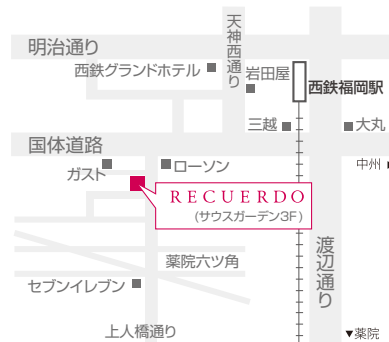 天神西通り
明治通り
西鉄グランドホテル
岩田屋
西鉄福岡駅
三越
大丸
国体道路
中州
ガスト
ローソン
RECUERDO
(サウスガーデン3F)
渡辺通り
薬院六ツ角
セブンイレブン
上人橋通り
▼薬院